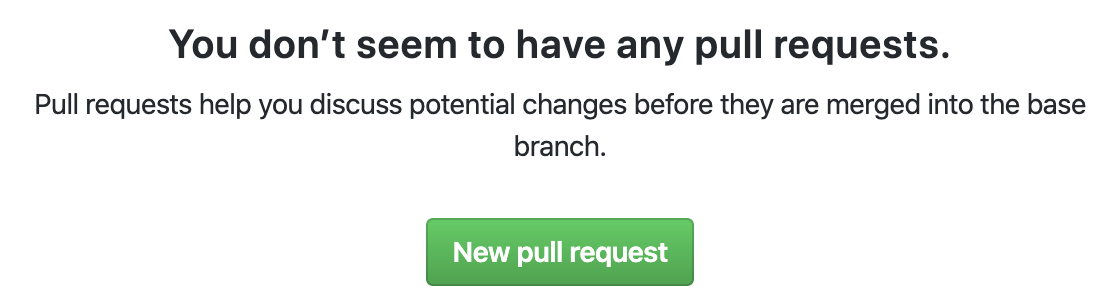 You don’t seem to have any pull requests.
Pull requests help you discuss potential changes before they are merged into the base
branch.
New pull request